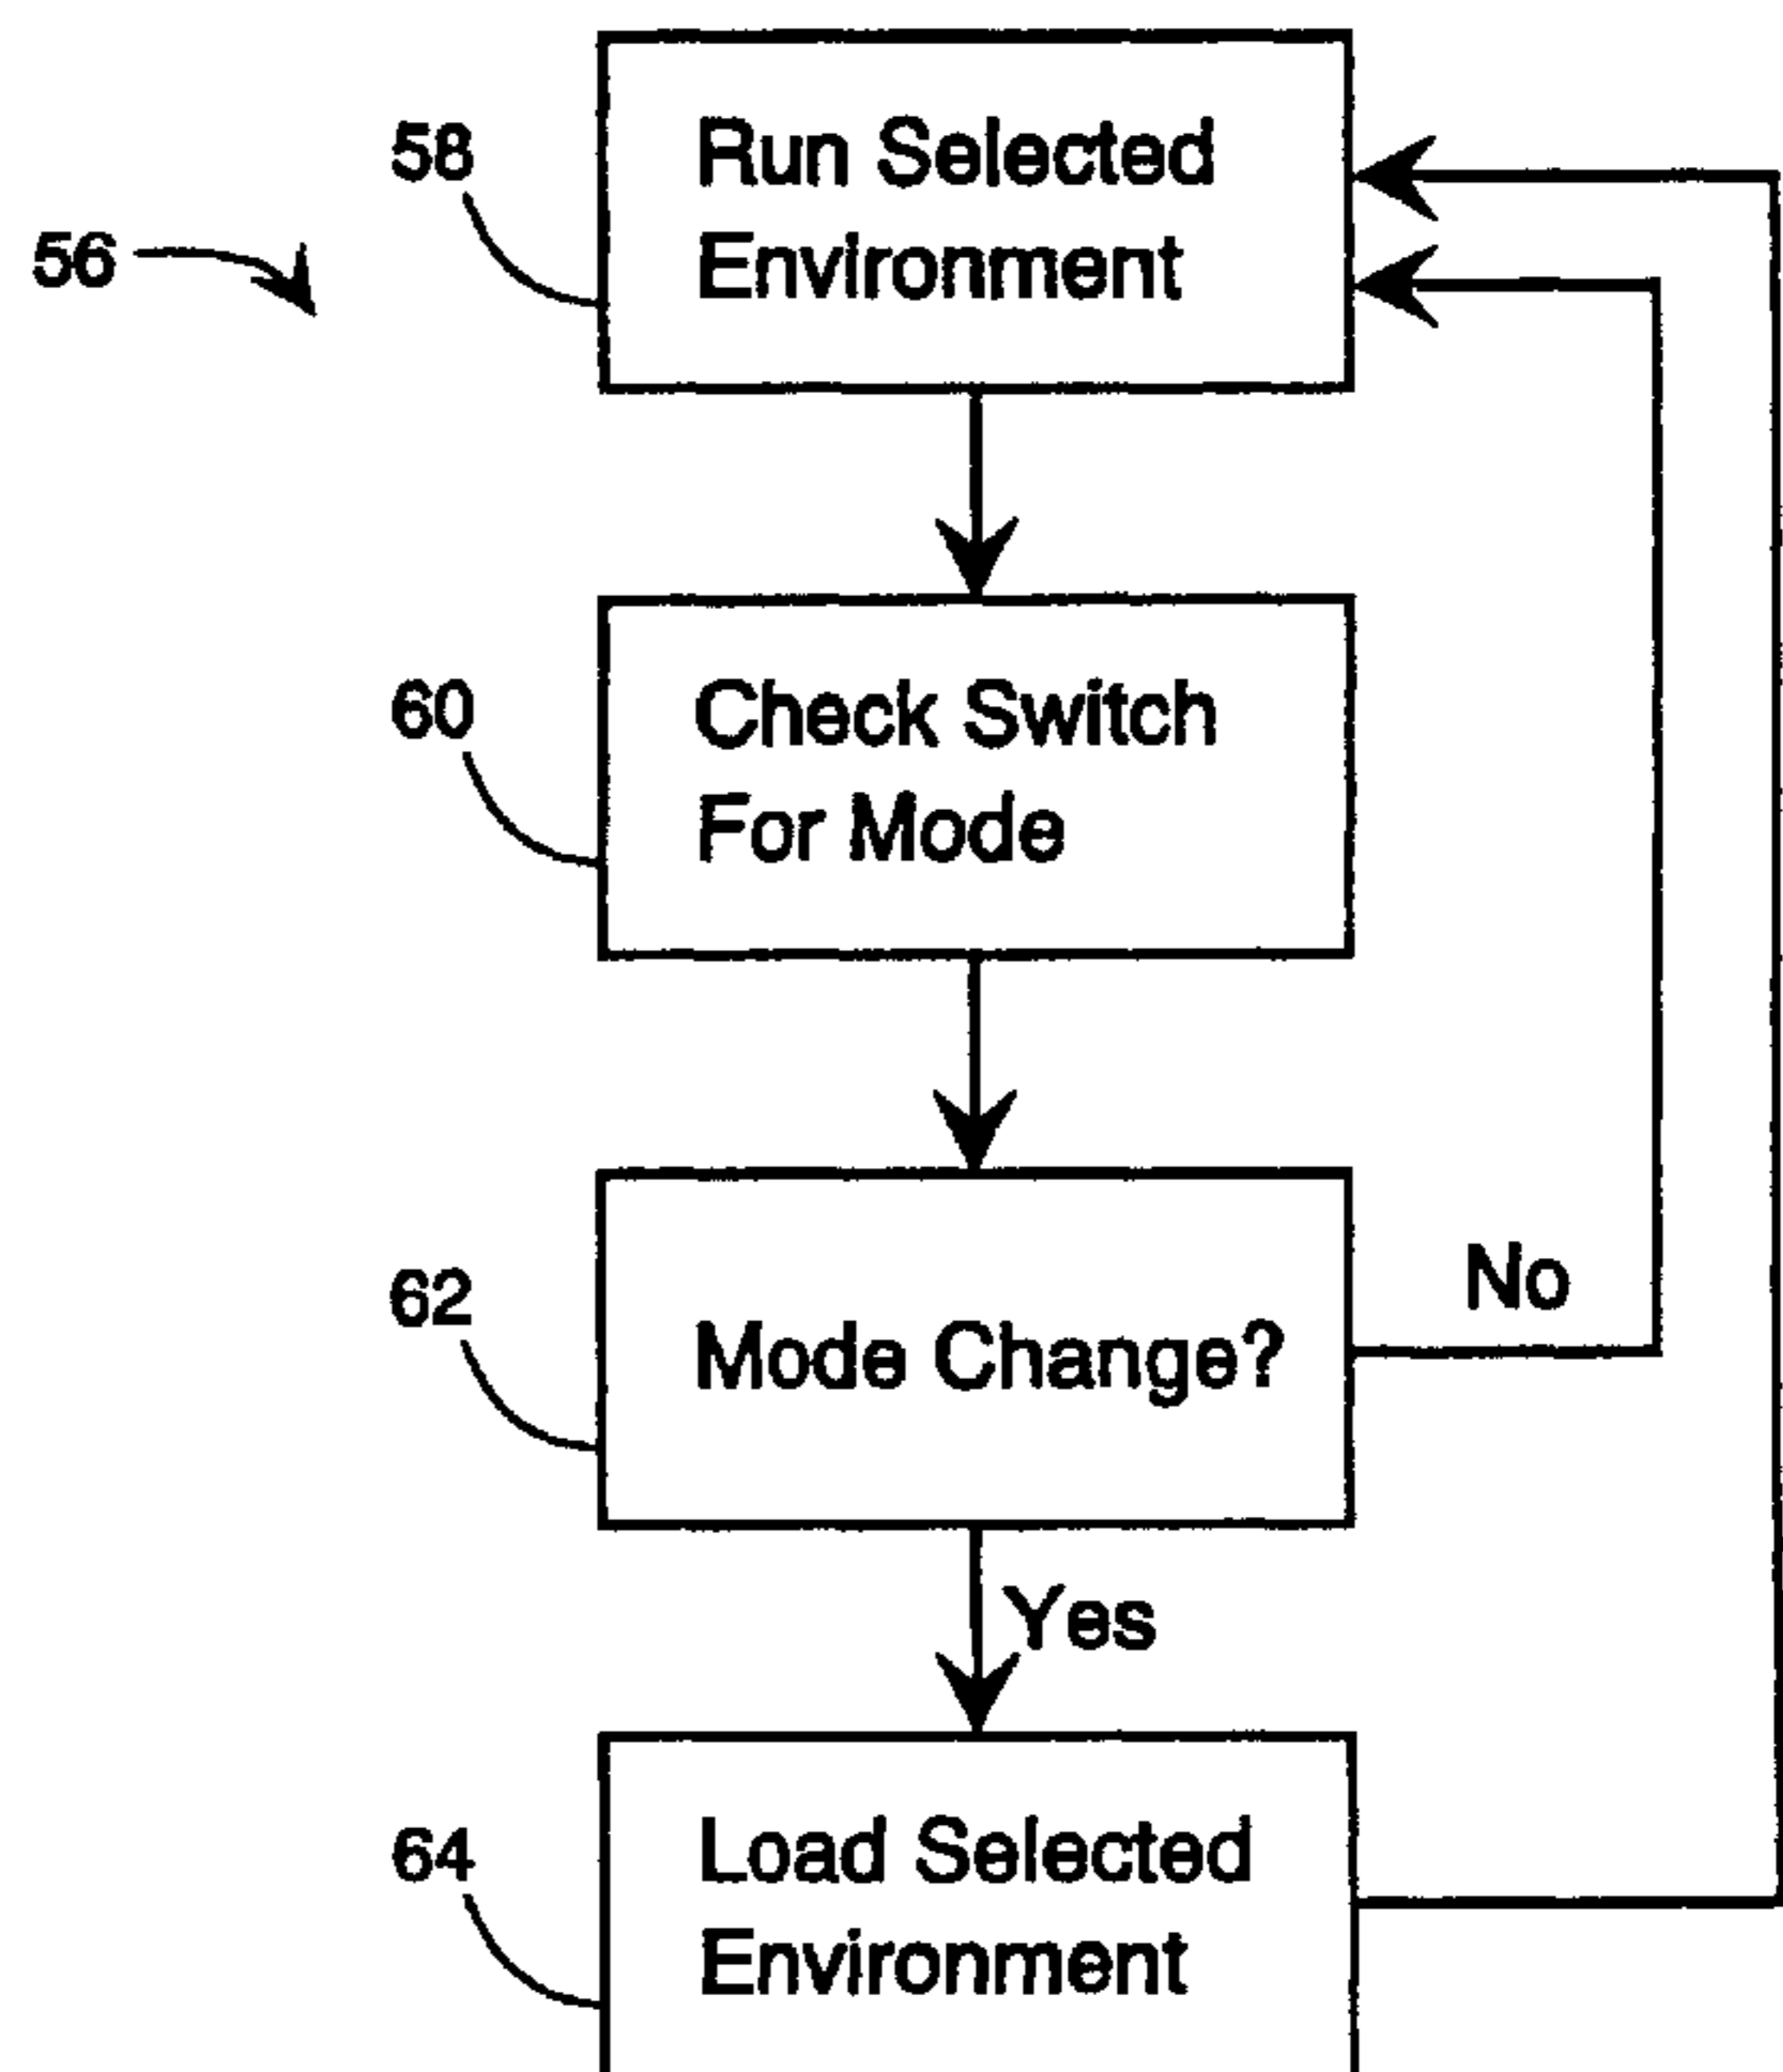 58
Run Selected
Environment
56
60
Check Switch
For Mode
62
Mode Change?
No
Yes
64
Load Selected
Environment